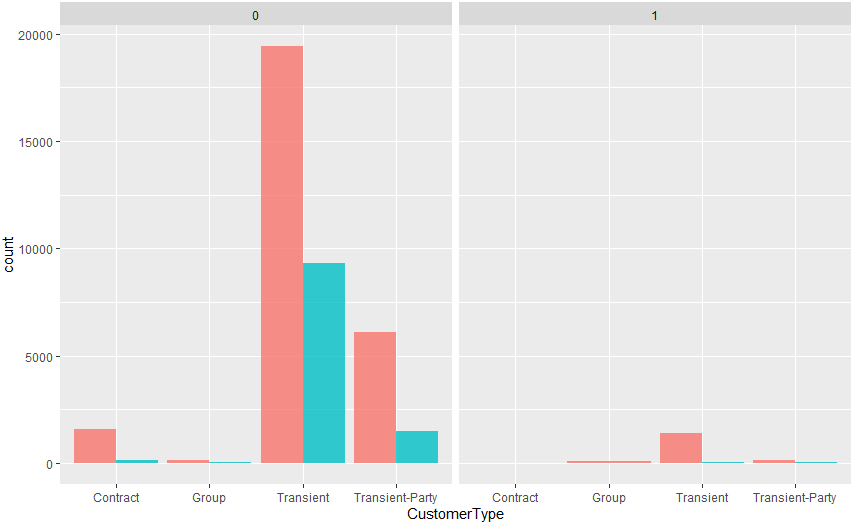 0 1
20000
15000
10000
5000
0
count
Contract Group Transient Transient-Party Contract Group Transient Transient-Party
CustomerType